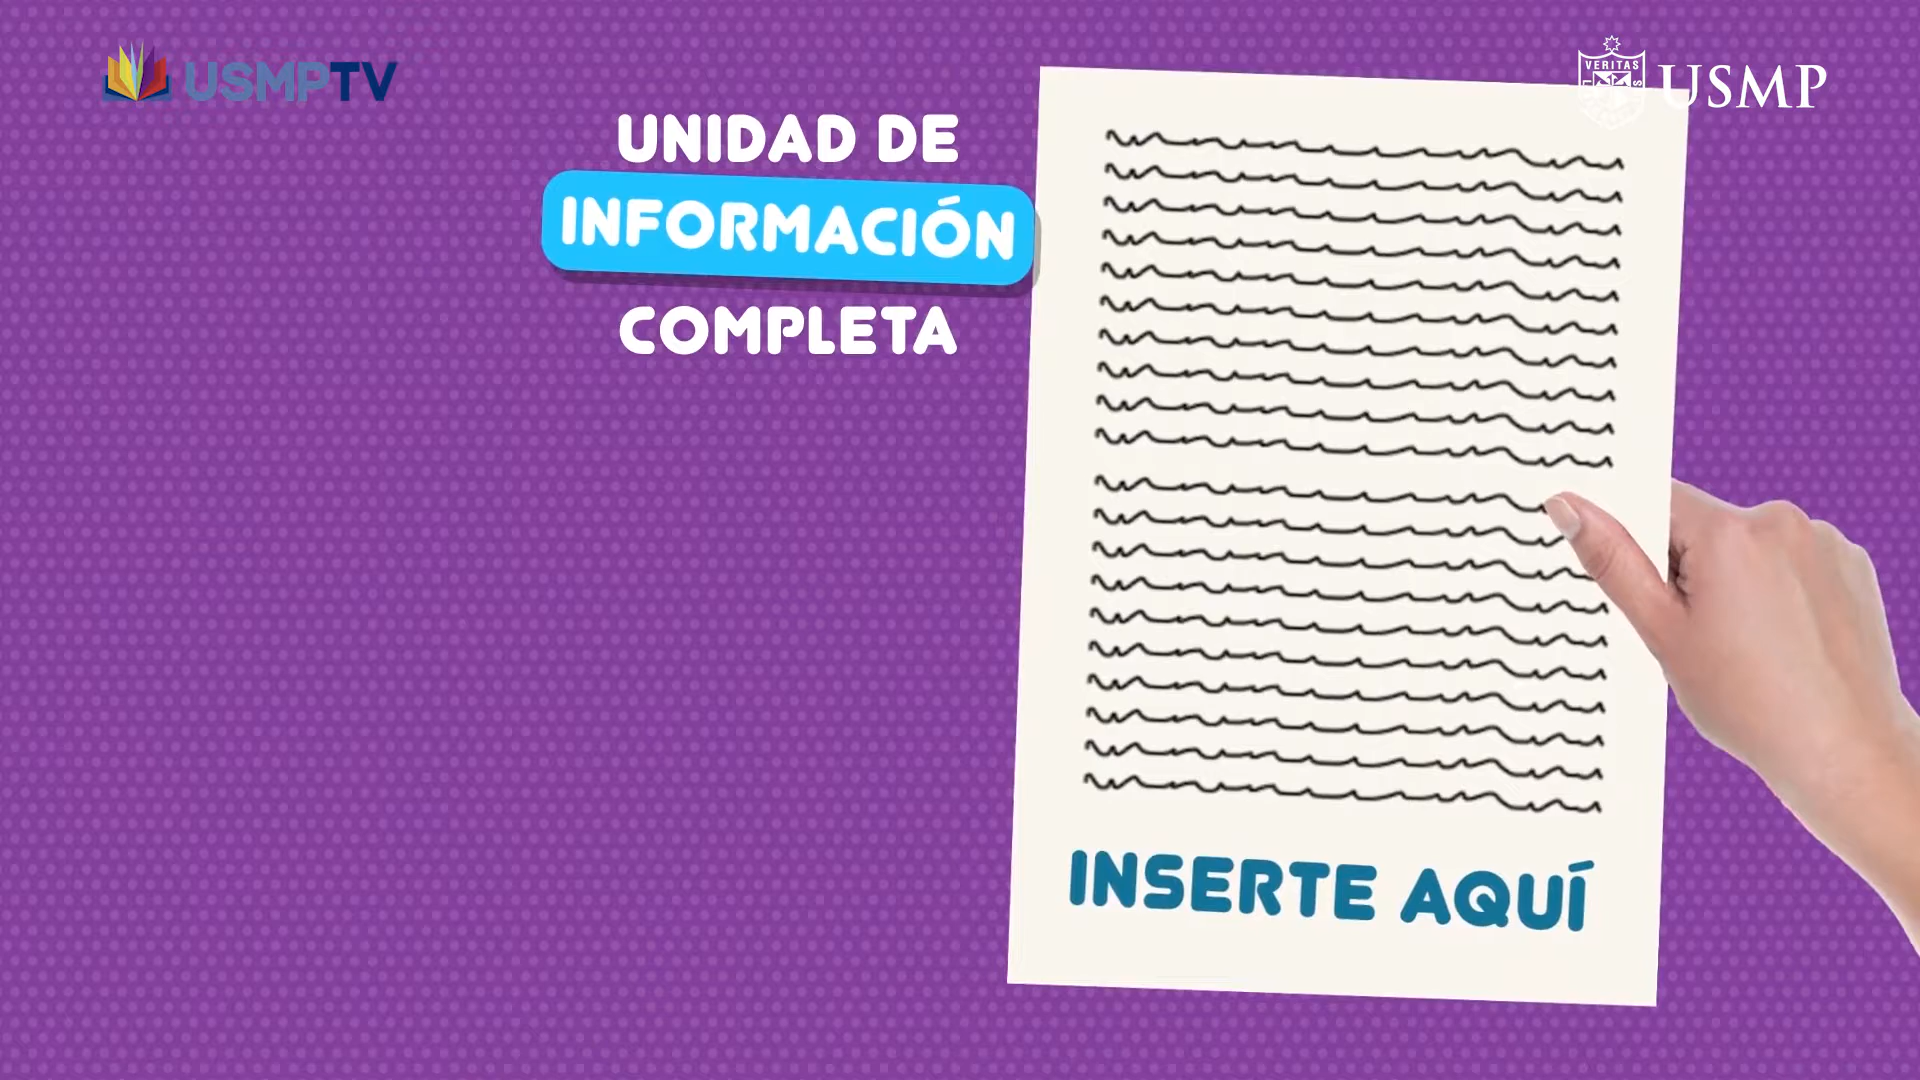 USMPTV
VERITAS
USMP
UNIDAD DE
INFORMACIÓN
COMPLETA
INSERTE AQUÍ